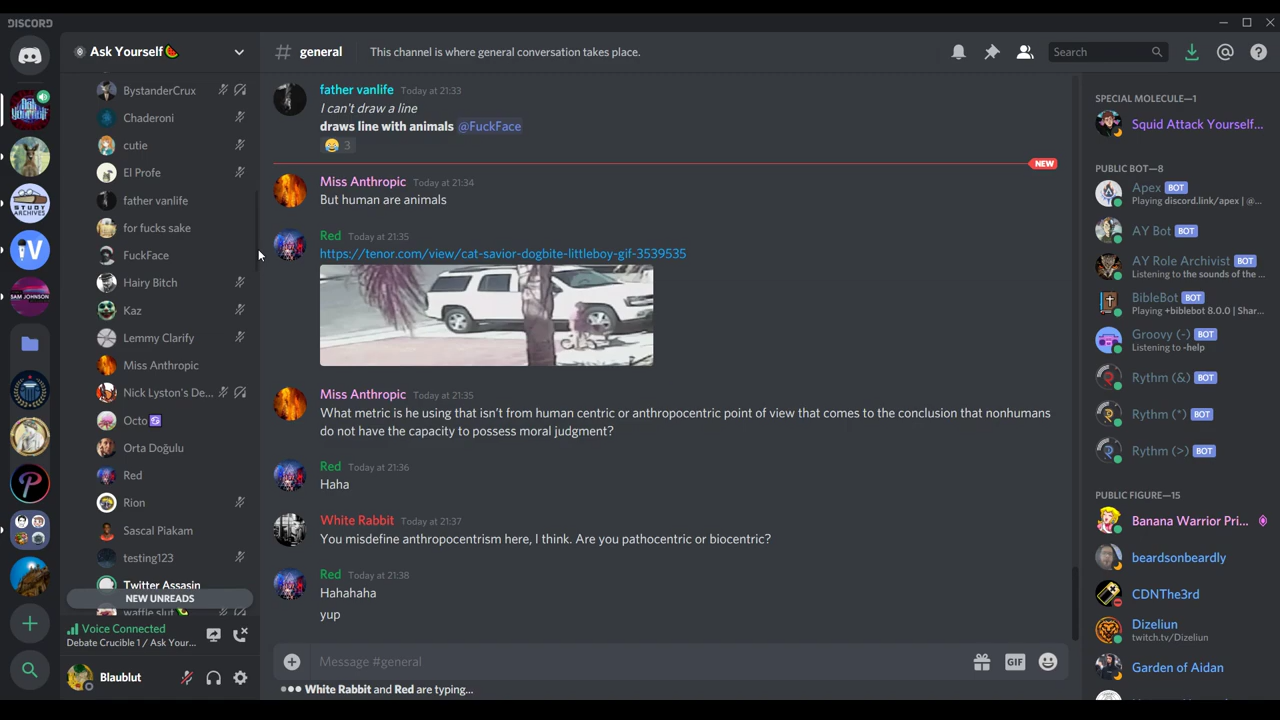 DISCORD
Ask Yourself🍉
# general
This channel is where general conversation takes place.
Search
BystanderCrux
Chaderoni
cutie
El Profe
father vanlife
for fucks sake
FuckFace
Hairy Bitch
Kaz
Lemmy Clarify
Miss Anthropic
Nick Lyston's De...
Octo
Orta Doğulu
Red
Rion
Sascal Piakam
testing123
Twitter Assasin
NEW UNREADS
waffle slut
Voice Connected
Debate Crucible 1 / Ask Your...
Blaublut
SAM JOHNSON
STUDY
ARCHIVES
V
father vanlife Today at 21:33
I can't draw a line
draws line with animals @FuckFace
😂 3
NEW
Miss Anthropic Today at 21:34
But human are animals
Red Today at 21:35
https://tenor.com/view/cat-savior-dogbite-littleboy-gif-3539535
Miss Anthropic Today at 21:35
What metric is he using that isn't from human centric or anthropocentric point of view that comes to the conclusion that nonhumans
do not have the capacity to possess moral judgment?
Red Today at 21:36
Haha
White Rabbit Today at 21:37
You misdefine anthropocentrism here, I think. Are you pathocentric or biocentric?
Red Today at 21:38
Hahahaha
yup
Message #general
GIF
White Rabbit and Red are typing...
SPECIAL MOLECULE—1
Squid Attack Yourself...
PUBLIC BOT—8
Apex BOT
Playing discord.link/apex | @...
AY Bot BOT
AY Role Archivist BOT
Listening to the sounds of the ...
BibleBot BOT
Playing +biblebot 8.0.0 | Shar...
Groovy (-) BOT
Listening to -help
Rythm (&) BOT
Rythm (*) BOT
Rythm (>) BOT
PUBLIC FIGURE—15
Banana Warrior Pri...
beardsonbeardly
CDNThe3rd
Dizeliun
twitch.tv/Dizeliun
Garden of Aidan